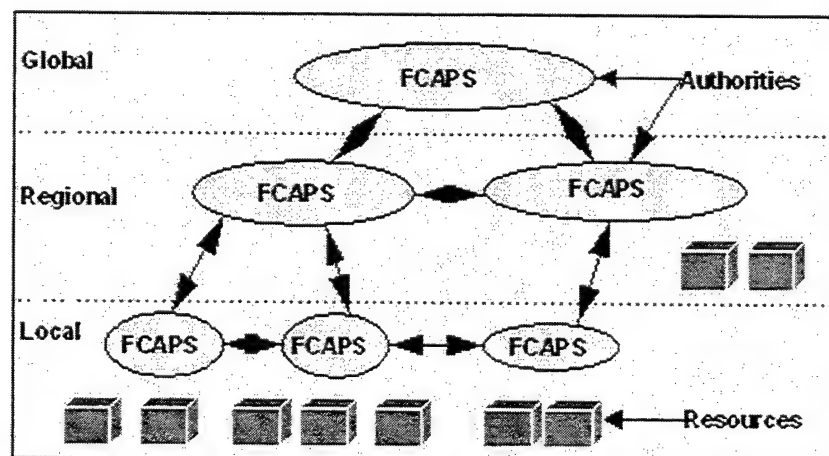 Global
FCAPS
Authorities
Regional
FCAPS
FCAPS
Local
FCAPS
FCAPS
FCAPS
Resources